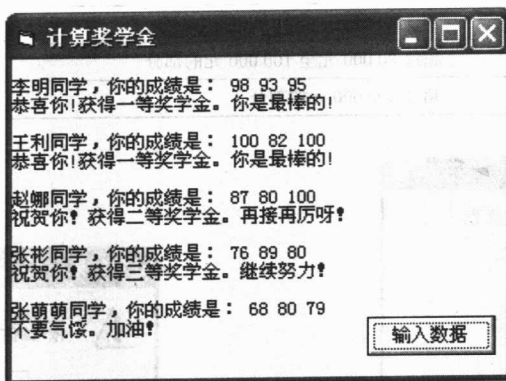 计算奖学金
李明同学，你的成绩是： 98 93 95
恭喜你!获得一等奖学金。你是最棒的!
王利同学，你的成绩是： 100 82 100
恭喜你!获得一等奖学金。你是最棒的!
赵娜同学，你的成绩是： 87 80 100
祝贺你! 获得二等奖学金。再接再厉呀!
张彬同学，你的成绩是： 76 89 80
祝贺你! 获得三等奖学金。继续努力!
张萌萌同学，你的成绩是： 68 80 79
不要气馁。加油!
输入数据